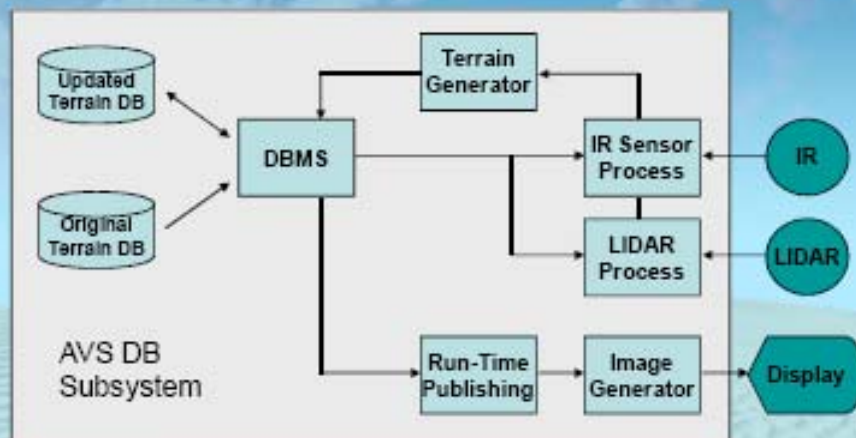 Updated
Terrain DB
Original
Terrain DB
DBMS
Terrain
Generator
IR Sensor
Process
LIDAR
Process
IR
LIDAR
AVS DB
Subsystem
Run-Time
Publishing
Image
Generator
Display